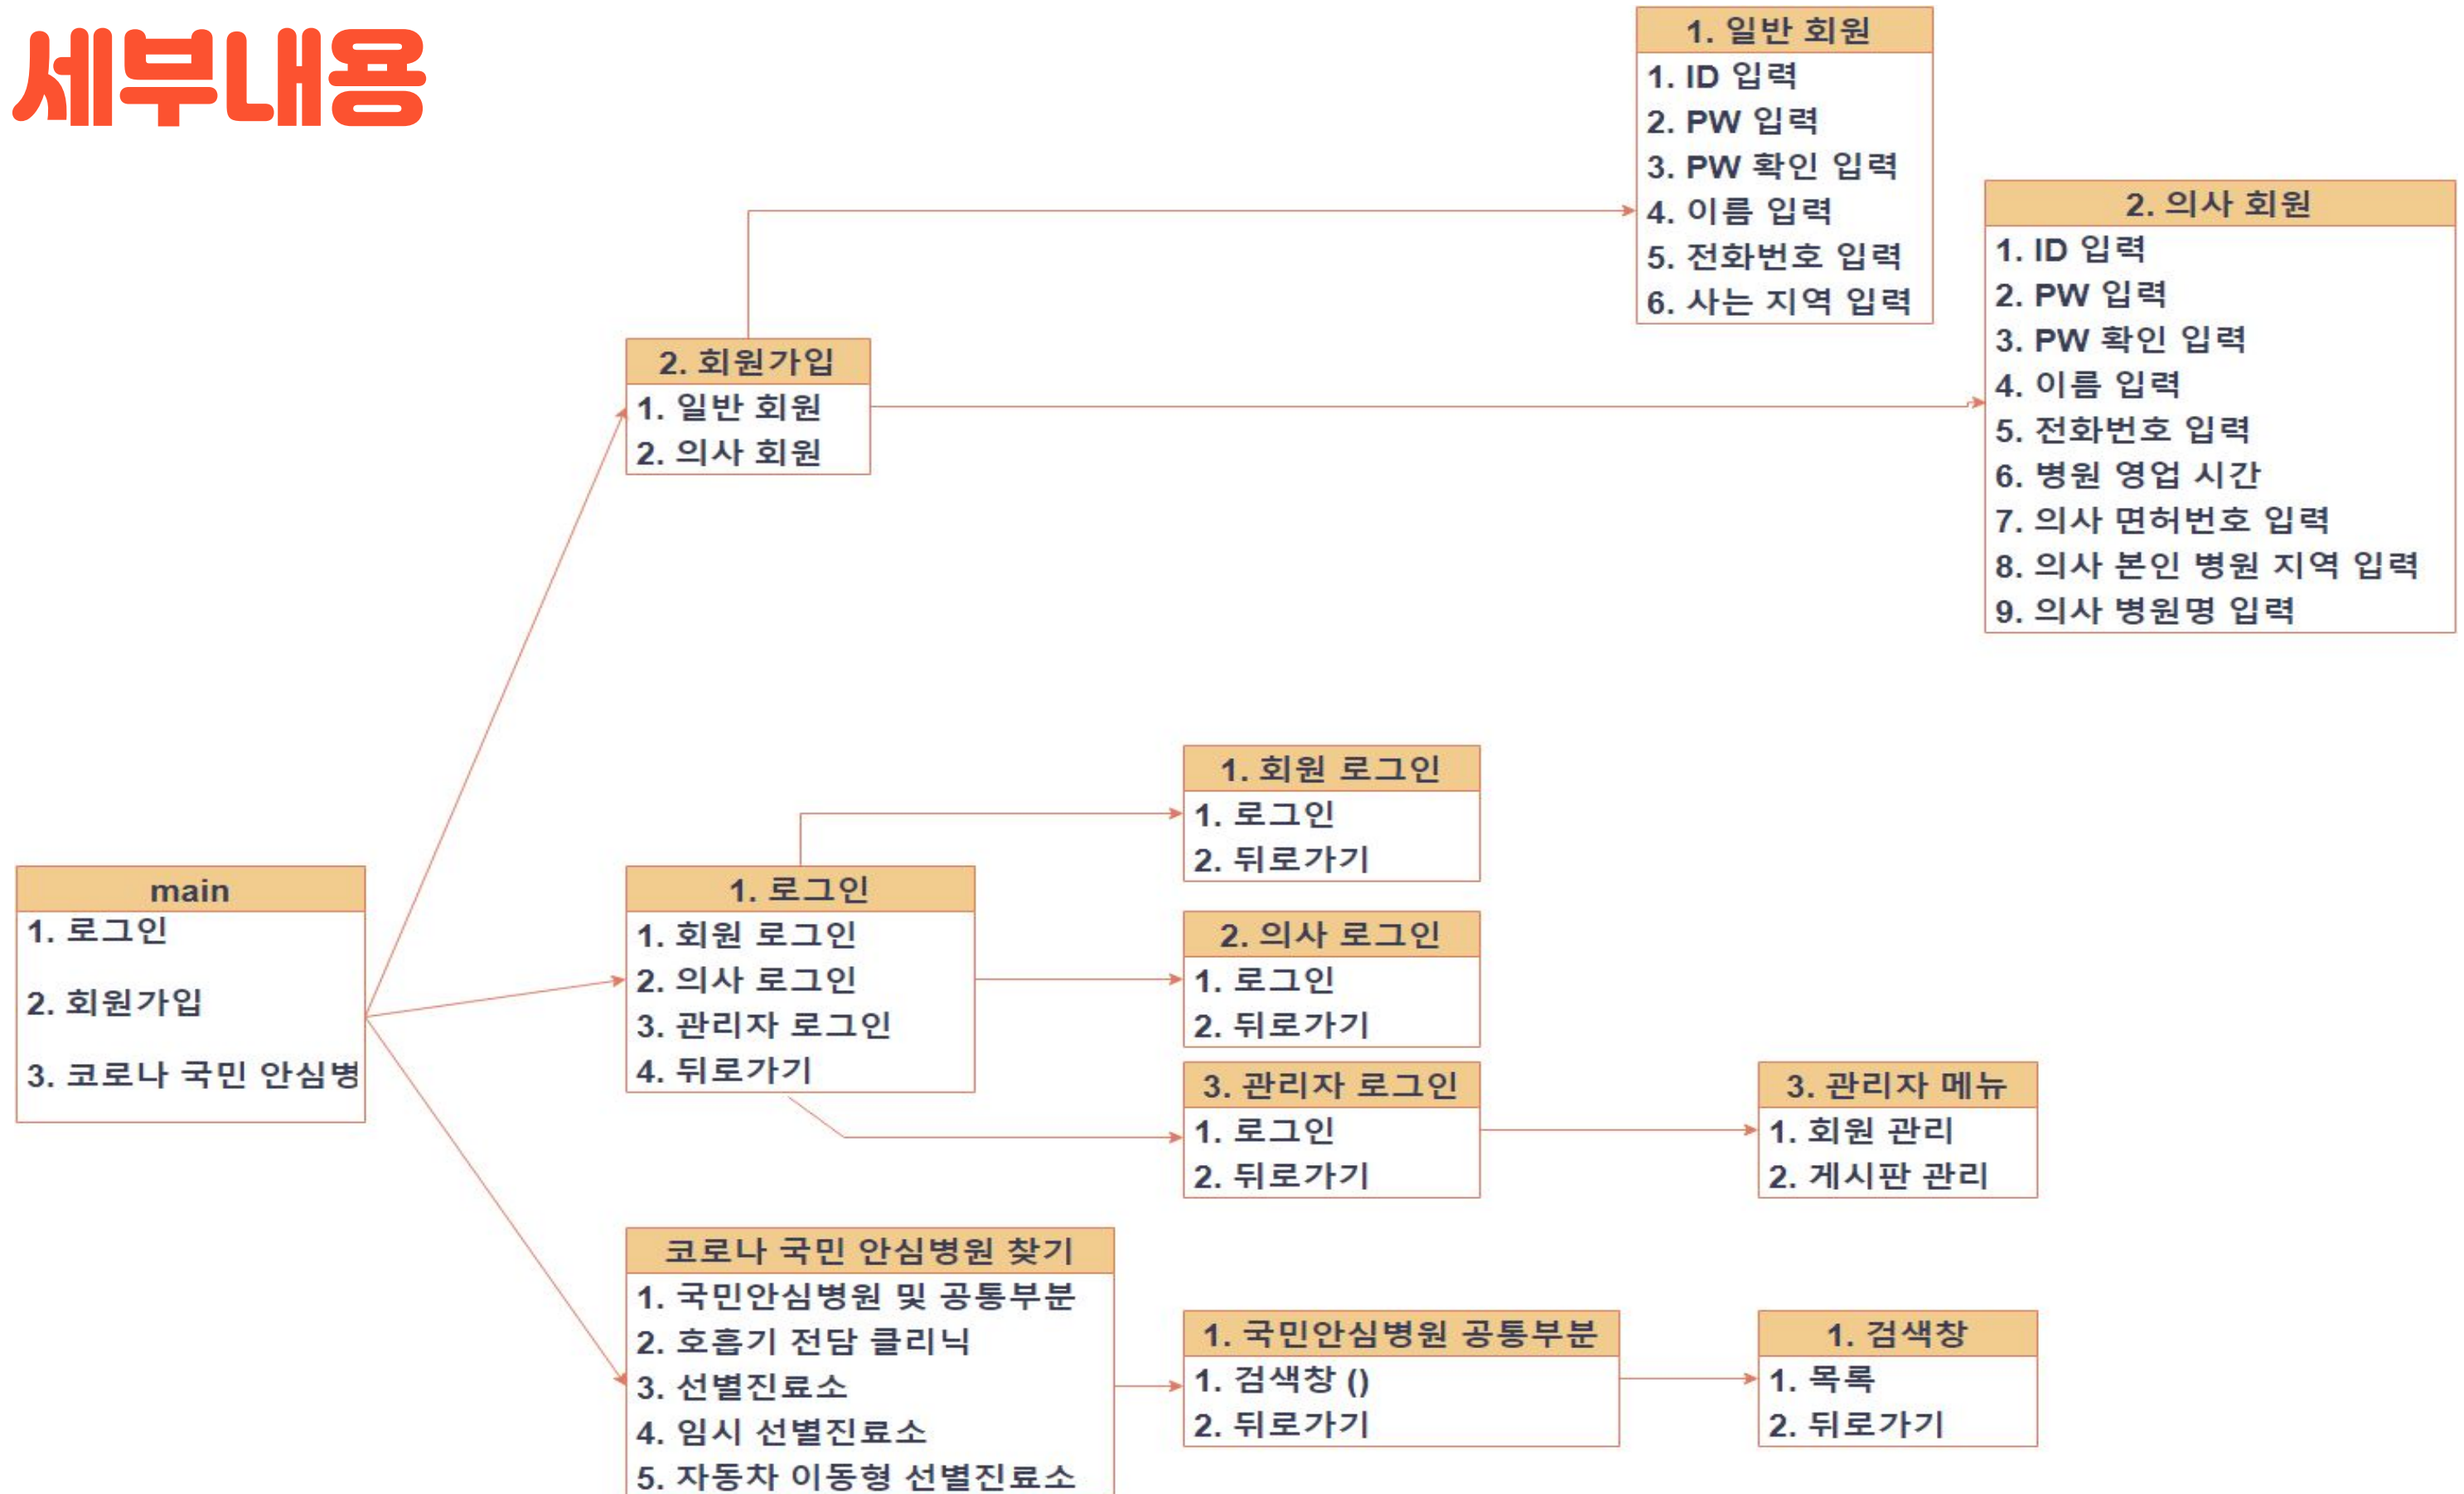 세부내용
1. 일반 회원
1. ID 입력
2. PW 입력
3. PW 확인 입력
4. 이름 입력
5. 전화번호 입력
6. 사는 지역 입력
2. 의사 회원
1. ID 입력
2. PW 입력
3. PW 확인 입력
4. 이름 입력
5. 전화번호 입력
6. 병원 영업 시간
7. 의사 면허번호 입력
8. 의사 본인 병원 지역 입력
9. 의사 병원명 입력
2. 회원가입
1. 일반 회원
2. 의사 회원
main
1. 로그인
2. 회원가입
3. 코로나 국민 안심병
1. 로그인
1. 회원 로그인
2. 의사 로그인
3. 관리자 로그인
4. 뒤로가기
1. 회원 로그인
1. 로그인
2. 뒤로가기
2. 의사 로그인
1. 로그인
2. 뒤로가기
3. 관리자 로그인
1. 로그인
2. 뒤로가기
3. 관리자 메뉴
1. 회원 관리
2. 게시판 관리
코로나 국민 안심병원 찾기
1. 국민안심병원 및 공통부분
2. 호흡기 전담 클리닉
3. 선별진료소
4. 임시 선별진료소
5. 자동차 이동형 선별진료소
1. 국민안심병원 공통부분
1. 검색창 ()
2. 뒤로가기
1. 검색창
1. 목록
2. 뒤로가기